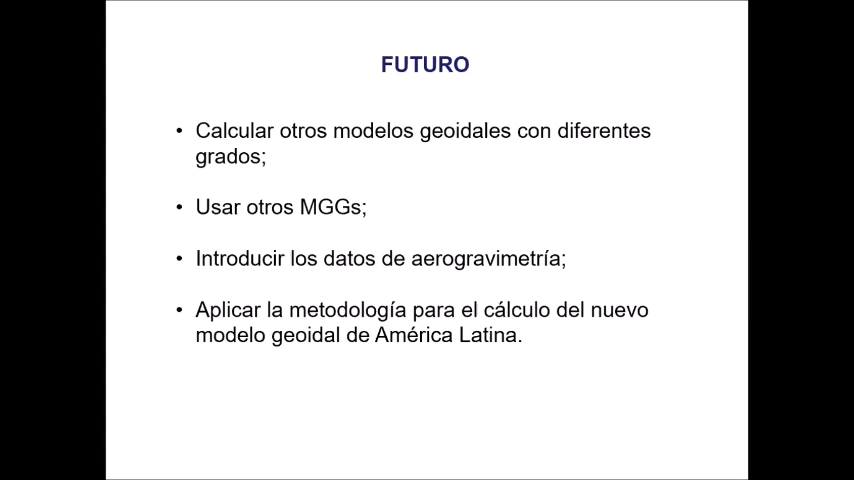 FUTURO
• Calcular otros modelos geoidales con diferentes
grados;
• Usar otros MGGs;
• Introducir los datos de aerogravimetría;
• Aplicar la metodología para el cálculo del nuevo
modelo geoidal de América Latina.